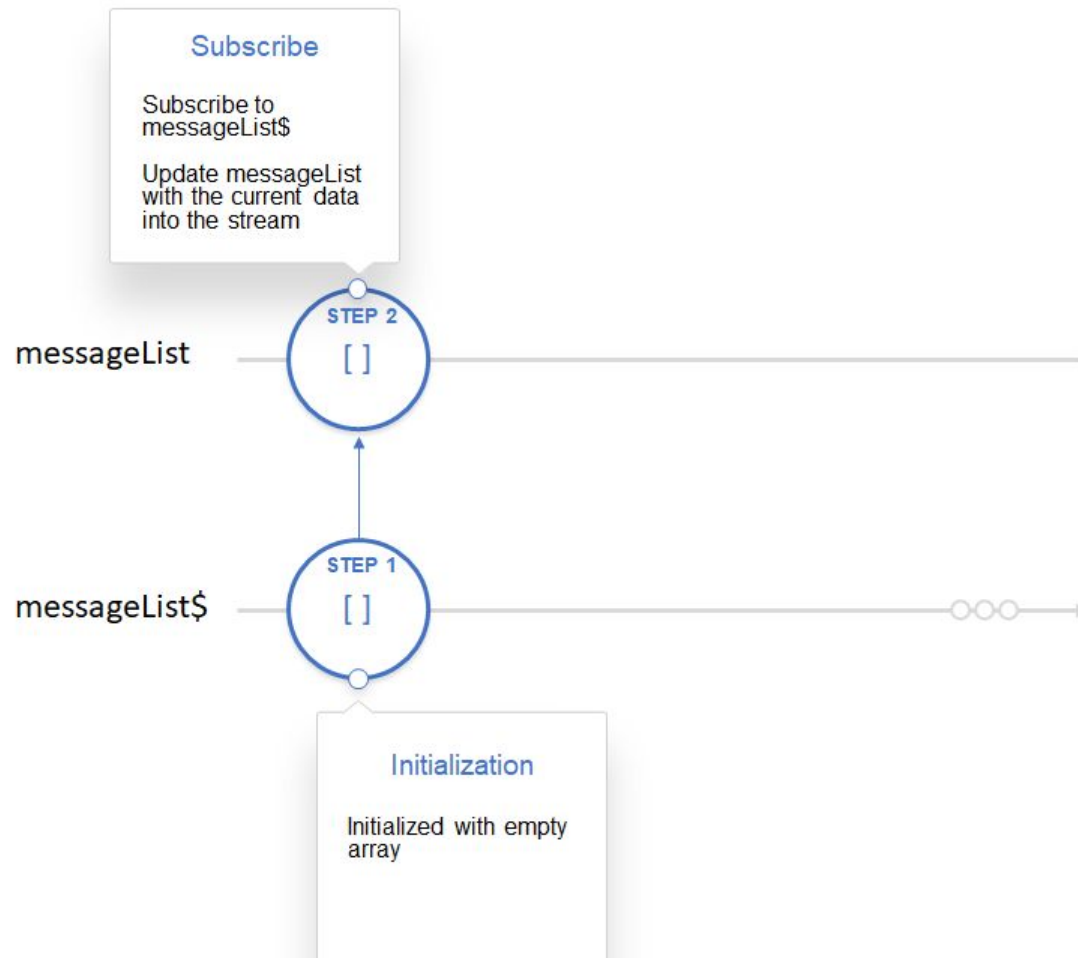 Subscribe
Subscribe to
messageList$
Update messageList
with the current data
into the stream
STEP 2
messageList
[ ]
STEP 1
messageList$
[ ]
Initialization
Initialized with empty
array